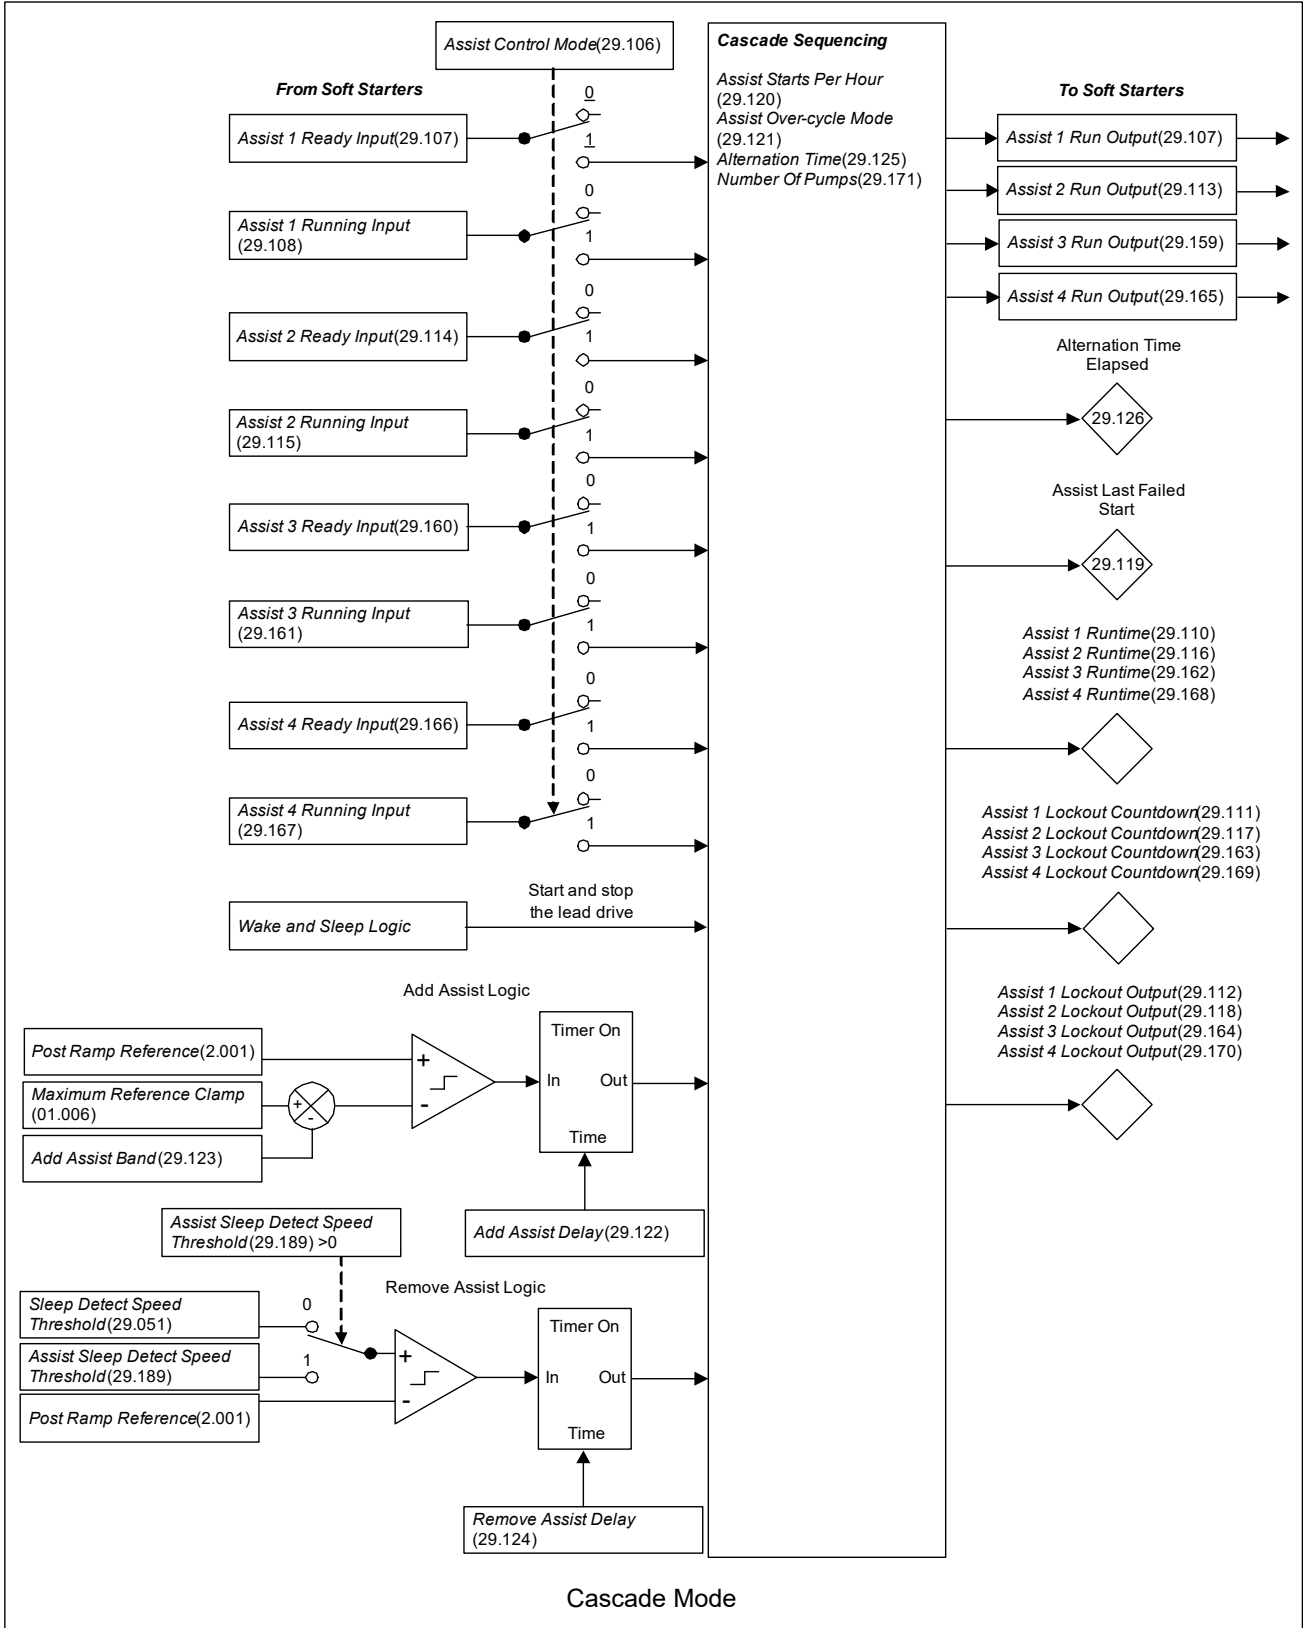 Assist Control Mode(29.106)
From Soft Starters
0
Assist 1 Ready Input(29.107)
1
0
Assist 1 Running Input
(29.108)
1
0
Assist 2 Ready Input(29.114)
1
0
Assist 2 Running Input
(29.115)
1
0
Assist 3 Ready Input(29.160)
1
0
Assist 3 Running Input
(29.161)
1
0
Assist 4 Ready Input(29.166)
1
0
Assist 4 Running Input
(29.167)
1
Start and stop
the lead drive
Wake and Sleep Logic
Add Assist Logic
Post Ramp Reference(2.001)
Maximum Reference Clamp
(01.006)
Add Assist Band(29.123)
+
-
+
-
Timer On
In Out
Time
Add Assist Delay(29.122)
Assist Sleep Detect Speed
Threshold(29.189) >0
Remove Assist Logic
Sleep Detect Speed
Threshold(29.051)
0
Assist Sleep Detect Speed
Threshold(29.189)
1
Post Ramp Reference(2.001)
+
-
Timer On
In Out
Time
Remove Assist Delay
(29.124)
Cascade Sequencing
Assist Starts Per Hour
(29.120)
Assist Over-cycle Mode
(29.121)
Alternation Time(29.125)
Number Of Pumps(29.171)
To Soft Starters
Assist 1 Run Output(29.107)
Assist 2 Run Output(29.113)
Assist 3 Run Output(29.159)
Assist 4 Run Output(29.165)
Alternation Time
Elapsed
29.126
Assist Last Failed
Start
29.119
Assist 1 Runtime(29.110)
Assist 2 Runtime(29.116)
Assist 3 Runtime(29.162)
Assist 4 Runtime(29.168)
Assist 1 Lockout Countdown(29.111)
Assist 2 Lockout Countdown(29.117)
Assist 3 Lockout Countdown(29.163)
Assist 4 Lockout Countdown(29.169)
Assist 1 Lockout Output(29.112)
Assist 2 Lockout Output(29.118)
Assist 3 Lockout Output(29.164)
Assist 4 Lockout Output(29.170)
Cascade Mode